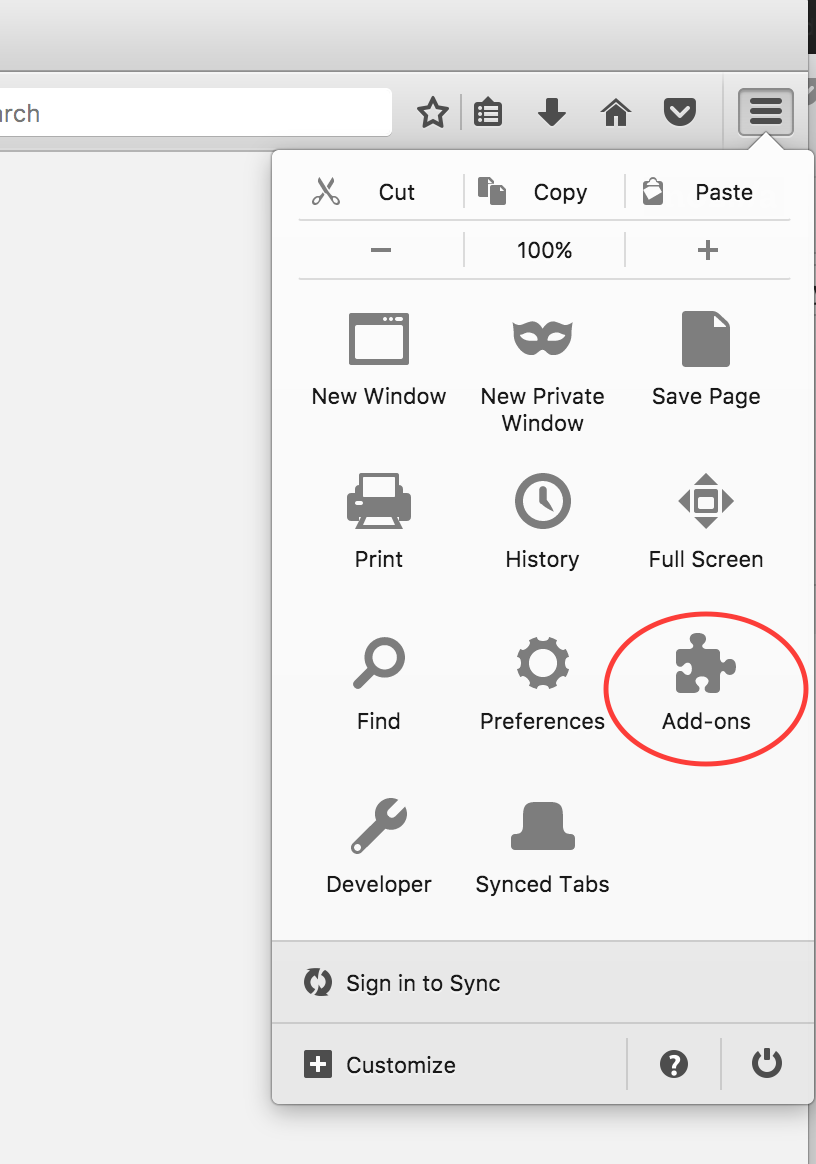 rch
Cut Copy Paste
− 100% +
New Window New Private Window Save Page
Print History Full Screen
Find Preferences Add-ons
Developer Synced Tabs
Sign in to Sync
Customize ?